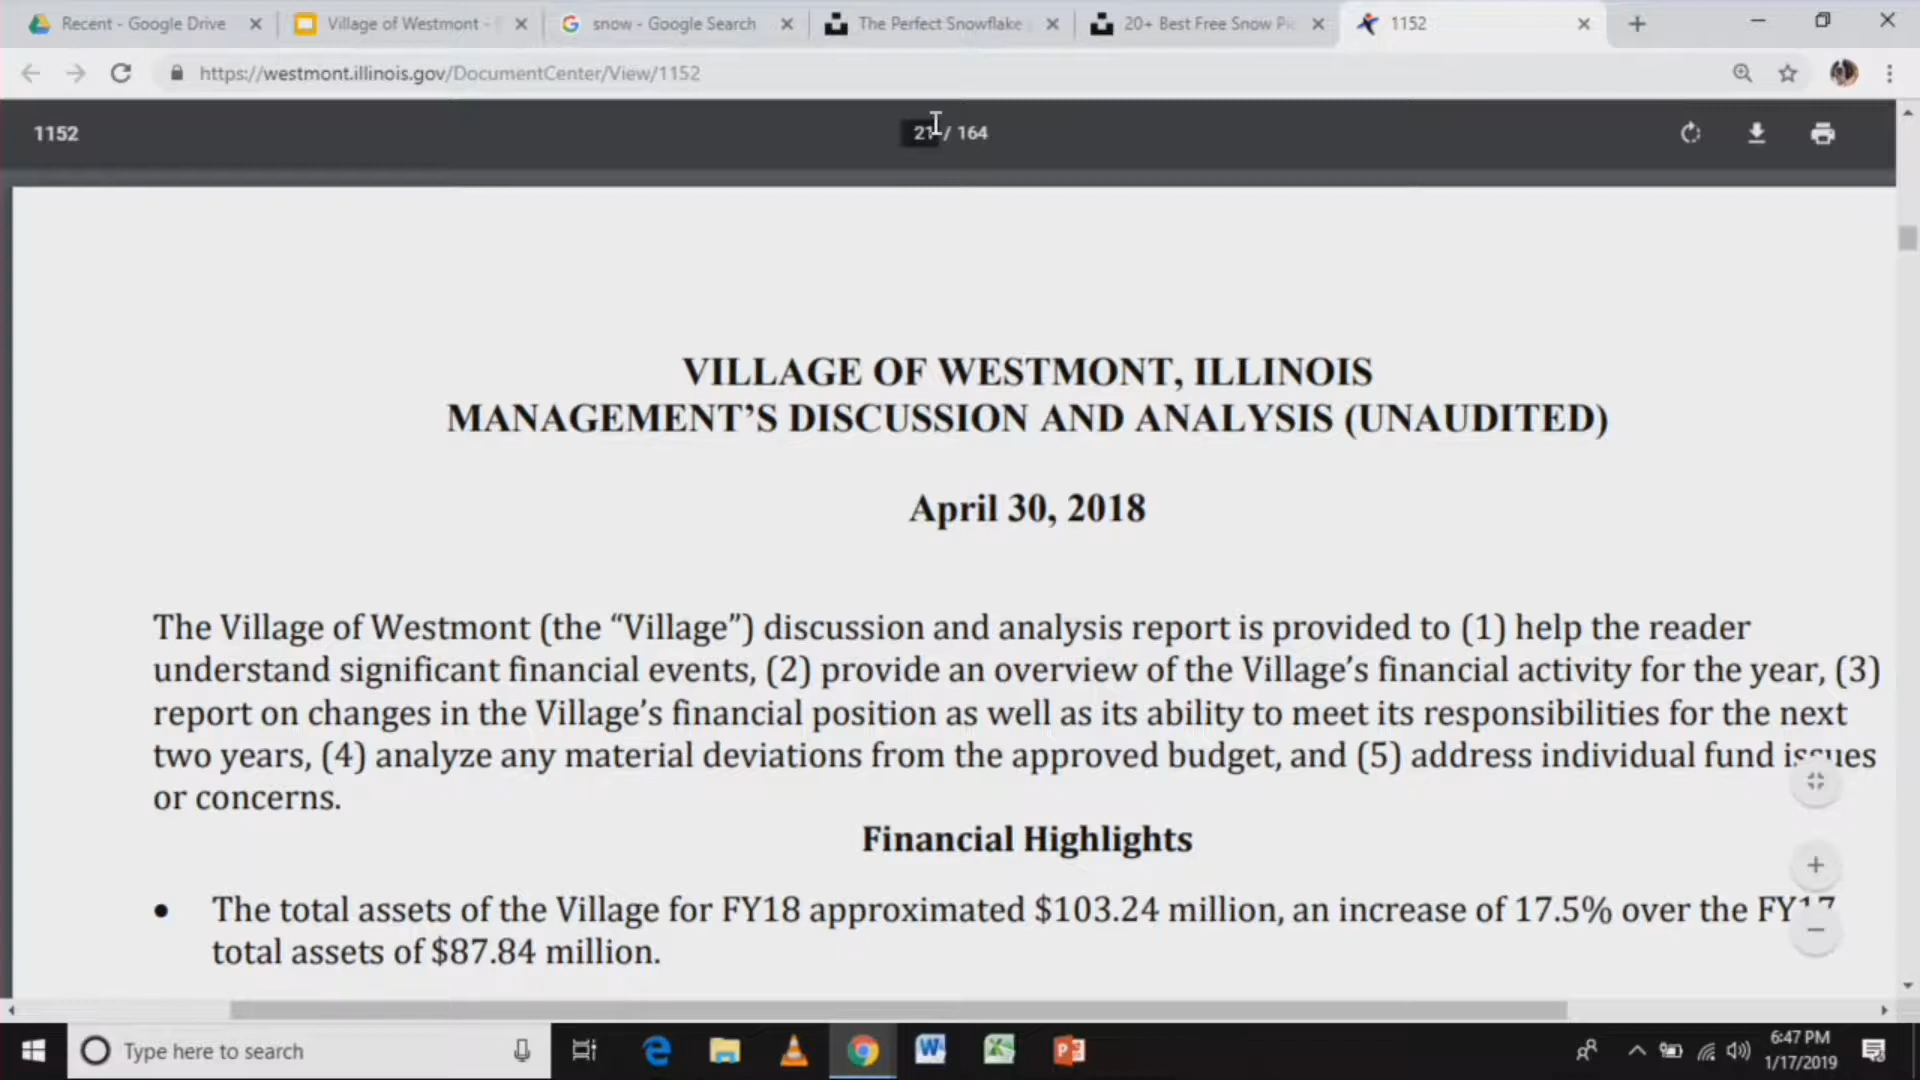 Recent - Google Drive
Village of Westmont -
snow - Google Search
The Perfect Snowflake
20+ Best Free Snow Pi
1152
https://westmont.illinois.gov/DocumentCenter/View/1152
1152
21 / 164
VILLAGE OF WESTMONT, ILLINOIS
MANAGEMENT’S DISCUSSION AND ANALYSIS (UNAUDITED)
April 30, 2018
The Village of Westmont (the “Village”) discussion and analysis report is provided to (1) help the reader
understand significant financial events, (2) provide an overview of the Village’s financial activity for the year, (3)
report on changes in the Village’s financial position as well as its ability to meet its responsibilities for the next
two years, (4) analyze any material deviations from the approved budget, and (5) address individual fund issues
or concerns.
Financial Highlights
• The total assets of the Village for FY18 approximated $103.24 million, an increase of 17.5% over the FY17
total assets of $87.84 million.
Type here to search
6:47 PM
1/17/2019